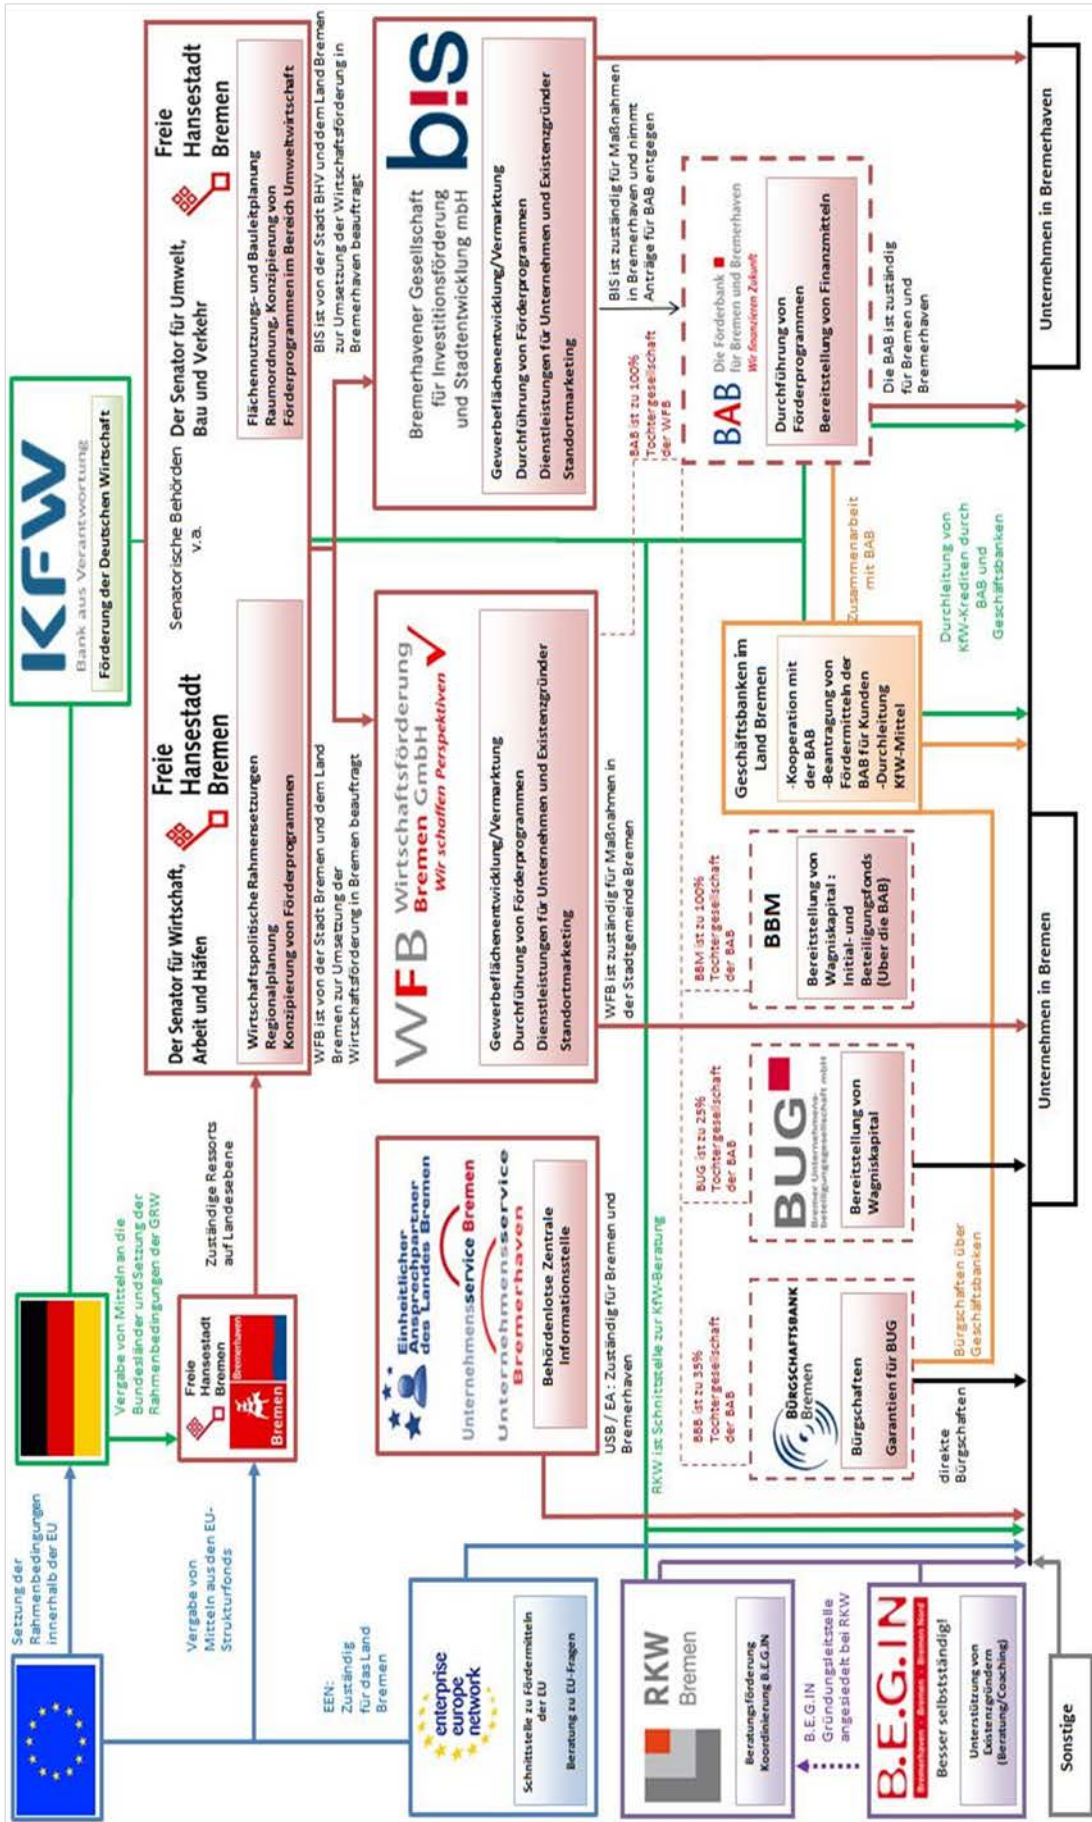 Setzung der
Rahmenbedingungen
innerhalb der EU
Vergabe von
Mitteln aus den EU-
Strukturfonds
Vergabe von Mitteln an die
Bundesländer und Setzung der
Rahmenbedingungen der GRW
Freie
Hansestadt
Bremen
Bremen
Bremerhaven
Zuständige Ressorts
auf Landesebene
KFW
Bank aus Verantwortung
Förderung der Deutschen Wirtschaft
Der Senator für Wirtschaft,
Arbeit und Häfen
Freie
Hansestadt
Bremen
Wirtschaftspolitische Rahmensetzungen
Regionalplanung
Konzipierung von Förderprogrammen
Senatorische Behörden
v.a.
Der Senator für Umwelt,
Bau und Verkehr
Freie
Hansestadt
Bremen
Flächennutzungs- und Bauleitplanung
Raumordnung, Konzipierung von
Förderprogrammen im Bereich Umweltwirtschaft
WFB ist von der Stadt Bremen und dem Land
Bremen zur Umsetzung der
Wirtschaftsförderung in Bremen beauftragt
BIS ist von der Stadt BHV und dem Land Bremen
zur Umsetzung der Wirtschaftsförderung in
Bremerhaven beauftragt
EEN:
Zuständig
für das Land
Bremen
enterprise
europe
network
Schnittstelle zu Fördermitteln
der EU
Beratung zu EU-Fragen
Einheitlicher
Ansprechpartner
des Landes Bremen
Unternehmensservice Bremen
Unternehmensservice
Bremerhaven
Behördenlotse Zentrale
Informationsstelle
USB / EA : Zuständig für Bremen und
Bremerhaven
WFB Wirtschaftsförderung
Bremen GmbH
Wir schaffen Perspektiven
Gewerbeflächenentwicklung/Vermarktung
Durchführung von Förderprogrammen
Dienstleistungen für Unternehmen und Existenzgründer
Standortmarketing
WFB ist zuständig für Maßnahmen in
der Stadtgemeinde Bremen
Bremerhavener Gesellschaft
für Investitionsförderung
und Stadtentwicklung mbH
bis
Gewerbeflächenentwicklung/Vermarktung
Durchführung von Förderprogrammen
Dienstleistungen für Unternehmen und Existenzgründer
Standortmarketing
BIS ist zuständig für Maßnahmen
in Bremerhaven und nimmt
Anträge für BAB entgegen
BAB ist zu 100%
Tochtergesellschaft
der WFB
RKW ist Schnittstelle zur KfW-Beratung
RKW
Bremen
Beratungsförderung
Koordinierung B.E.G.IN
B.E.G.IN
Gründungsleitstelle
angesiedelt bei RKW
B.E.G.IN
Bremerhaven - Bremen - Bremen Nord
Besser selbstständig!
Unterstützung von
Existenzgründern
(Beratung/Coaching)
BBB ist zu 35%
Tochtergesellschaft
der BAB
BÜRGSCHAFTSBANK
Bremen
Bürgschaften
Garantien für BUG
direkte
Bürgschaften
BUG ist zu 25%
Tochtergesellschaft
der BAB
BUG
Bremer Unternehmens-
beteiligungsgesellschaft mbH
Bereitstellung von
Wagniskapital
Bürgschaften über
Geschäftsbanken
BBM ist zu 100%
Tochtergesellschaft
der BAB
BBM
Bereitstellung von
Wagniskapital :
Initial- und
Beteiligungsfonds
(Über die BAB)
Geschäftsbanken im
Land Bremen
-Kooperation mit
der BAB
-Beantragung von
Fördermitteln der
BAB für Kunden
-Durchleitung
KfW-Mittel
Zusammenarbeit
mit BAB
Durchleitung von
KfW-Krediten durch
BAB und
Geschäftsbanken
BAB Die Förderbank
für Bremen und Bremerhaven
Wir finanzieren Zukunft
Durchführung von
Förderprogrammen
Bereitstellung von Finanzmitteln
Die BAB ist zuständig
für Bremen und
Bremerhaven
Sonstige
Unternehmen in Bremen
Unternehmen in Bremerhaven